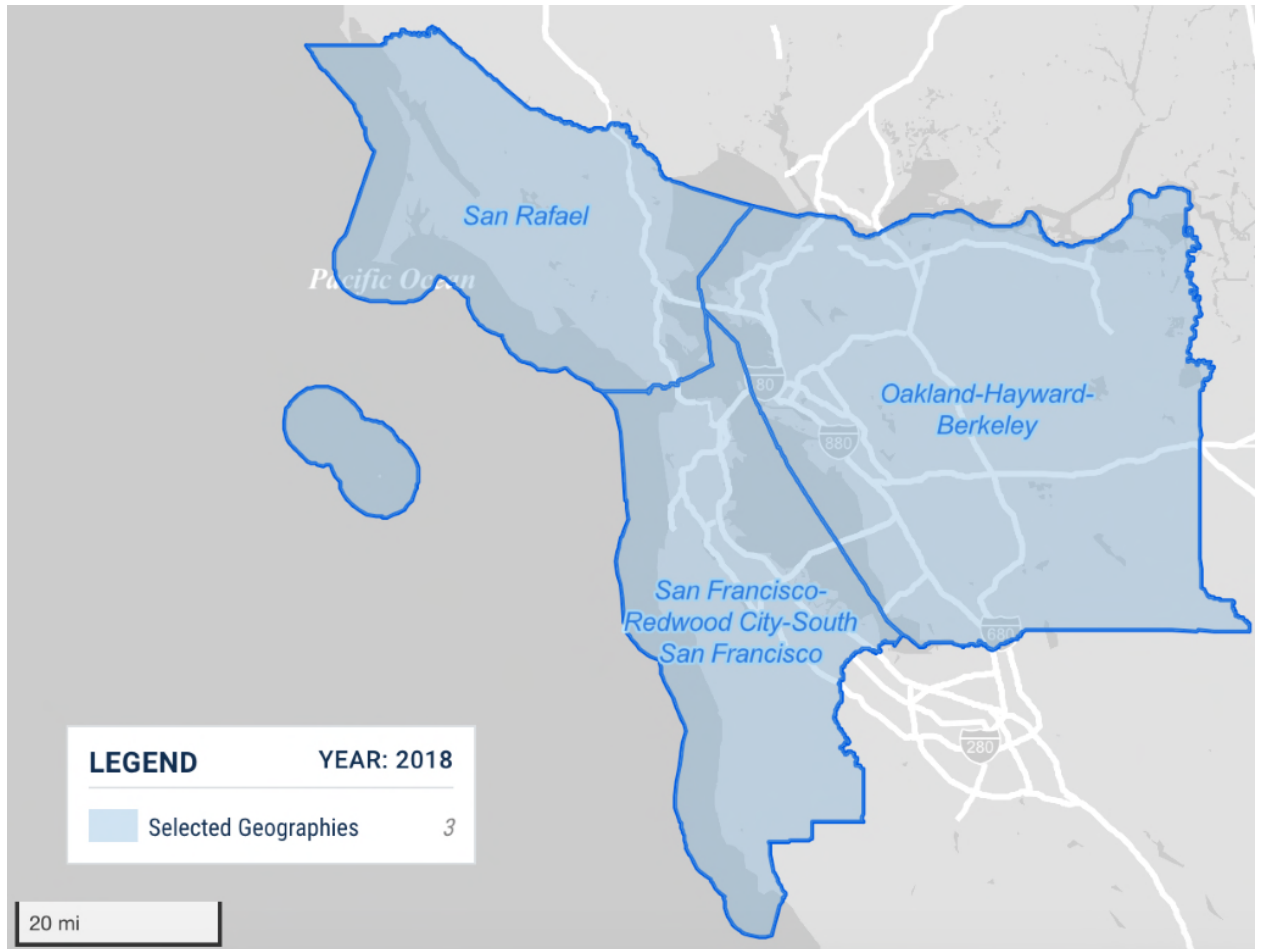 San Rafael
Pacific Ocean
80
Oakland-Hayward-
Berkeley
880
San Francisco-
Redwood City-South
San Francisco
680
280
LEGEND YEAR: 2018
Selected Geographies 3
20 mi